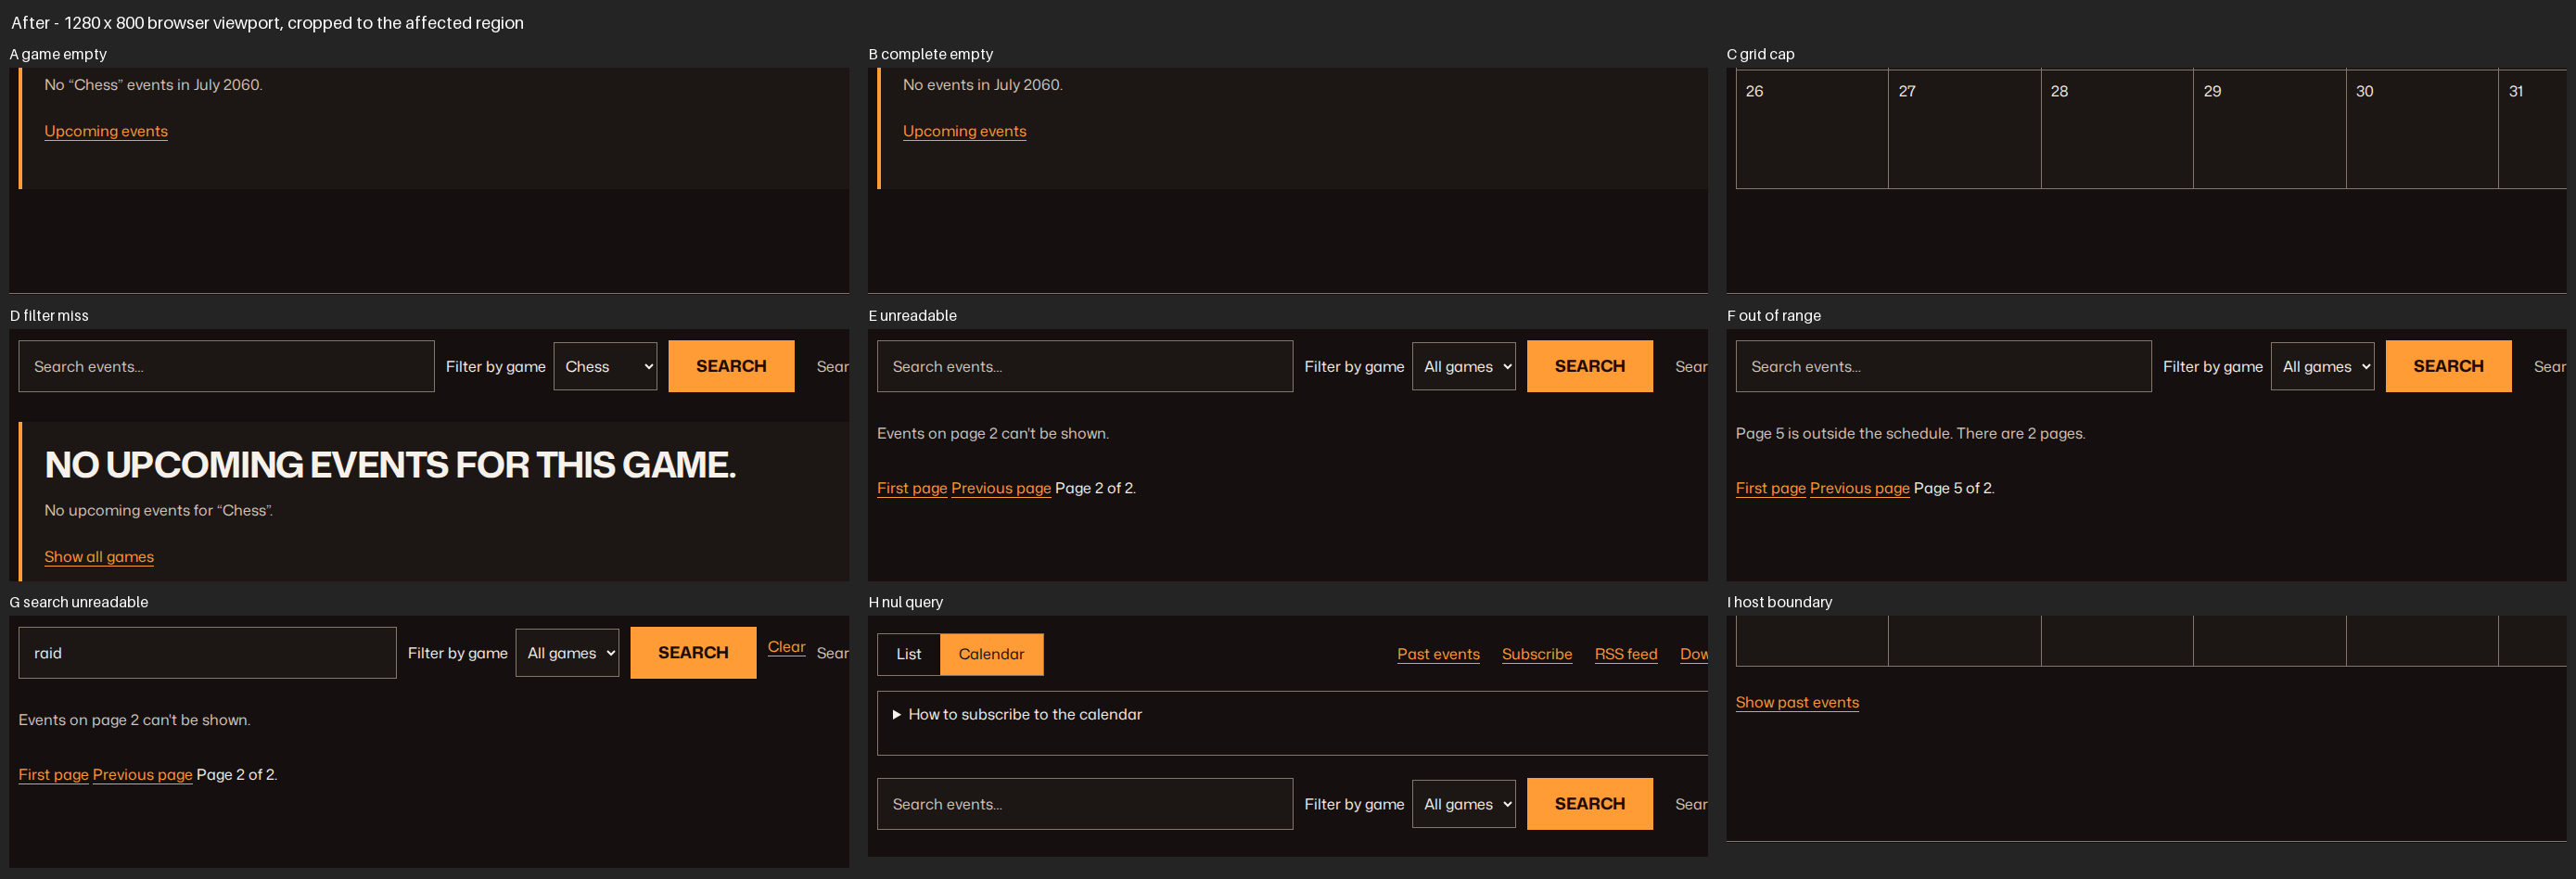 After - 1280 x 800 browser viewport, cropped to the affected region
A game empty
No “Chess” events in July 2060.
Upcoming events
B complete empty
No events in July 2060.
Upcoming events
C grid cap
26 27 28 29 30 31
D filter miss
Search events... Filter by game Chess SEARCH Sear
NO UPCOMING EVENTS FOR THIS GAME.
No upcoming events for “Chess”.
Show all games
E unreadable
Search events... Filter by game All games SEARCH Sear
Events on page 2 can't be shown.
First page Previous page Page 2 of 2.
F out of range
Search events... Filter by game All games SEARCH Sear
Page 5 is outside the schedule. There are 2 pages.
First page Previous page Page 5 of 2.
G search unreadable
raid Filter by game All games SEARCH Clear Sear
Events on page 2 can't be shown.
First page Previous page Page 2 of 2.
H nul query
List Calendar Past events Subscribe RSS feed Dow
How to subscribe to the calendar
Search events... Filter by game All games SEARCH Sear
I host boundary
Show past events